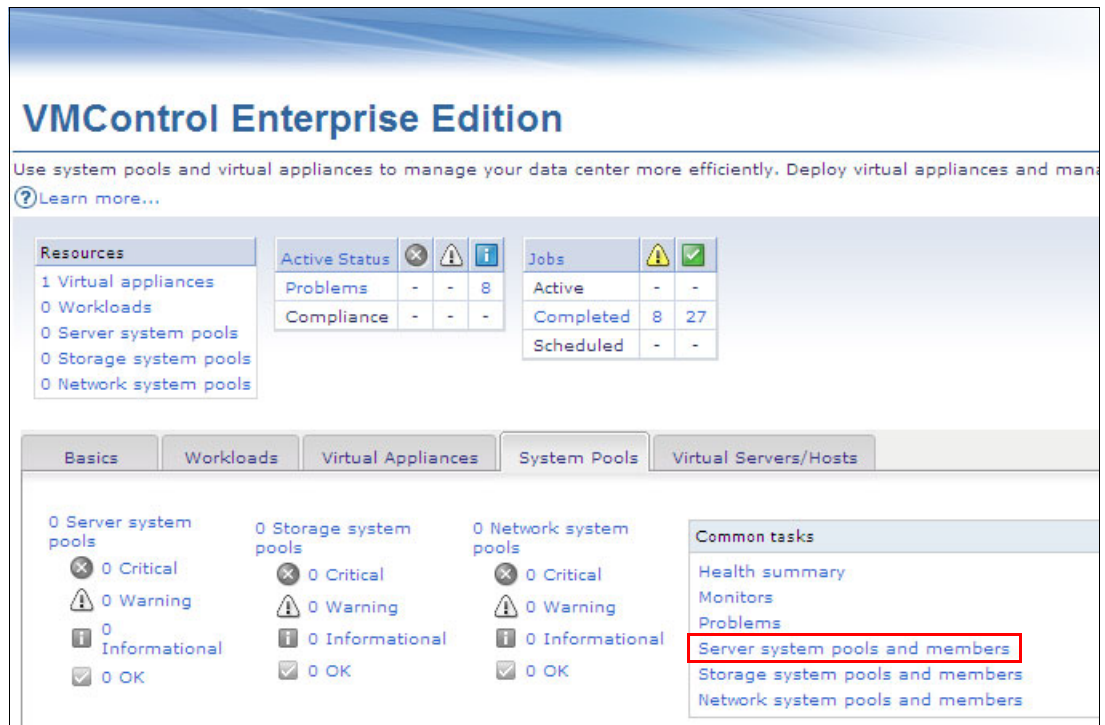 VMControl Enterprise Edition
Use system pools and virtual appliances to manage your data center more efficiently. Deploy virtual appliances and mana
?Learn more...
Resources
1 Virtual appliances
0 Workloads
0 Server system pools
0 Storage system pools
0 Network system pools
Active Status
Problems - - 8
Compliance - - -
Jobs
Active - -
Completed 8 27
Scheduled - -
Basics Workloads Virtual Appliances System Pools Virtual Servers/Hosts
0 Server system
pools
0 Critical
0 Warning
0
Informational
0 OK
0 Storage system
pools
0 Critical
0 Warning
0 Informational
0 OK
0 Network system
pools
0 Critical
0 Warning
0 Informational
0 OK
Common tasks
Health summary
Monitors
Problems
Server system pools and members
Storage system pools and members
Network system pools and members